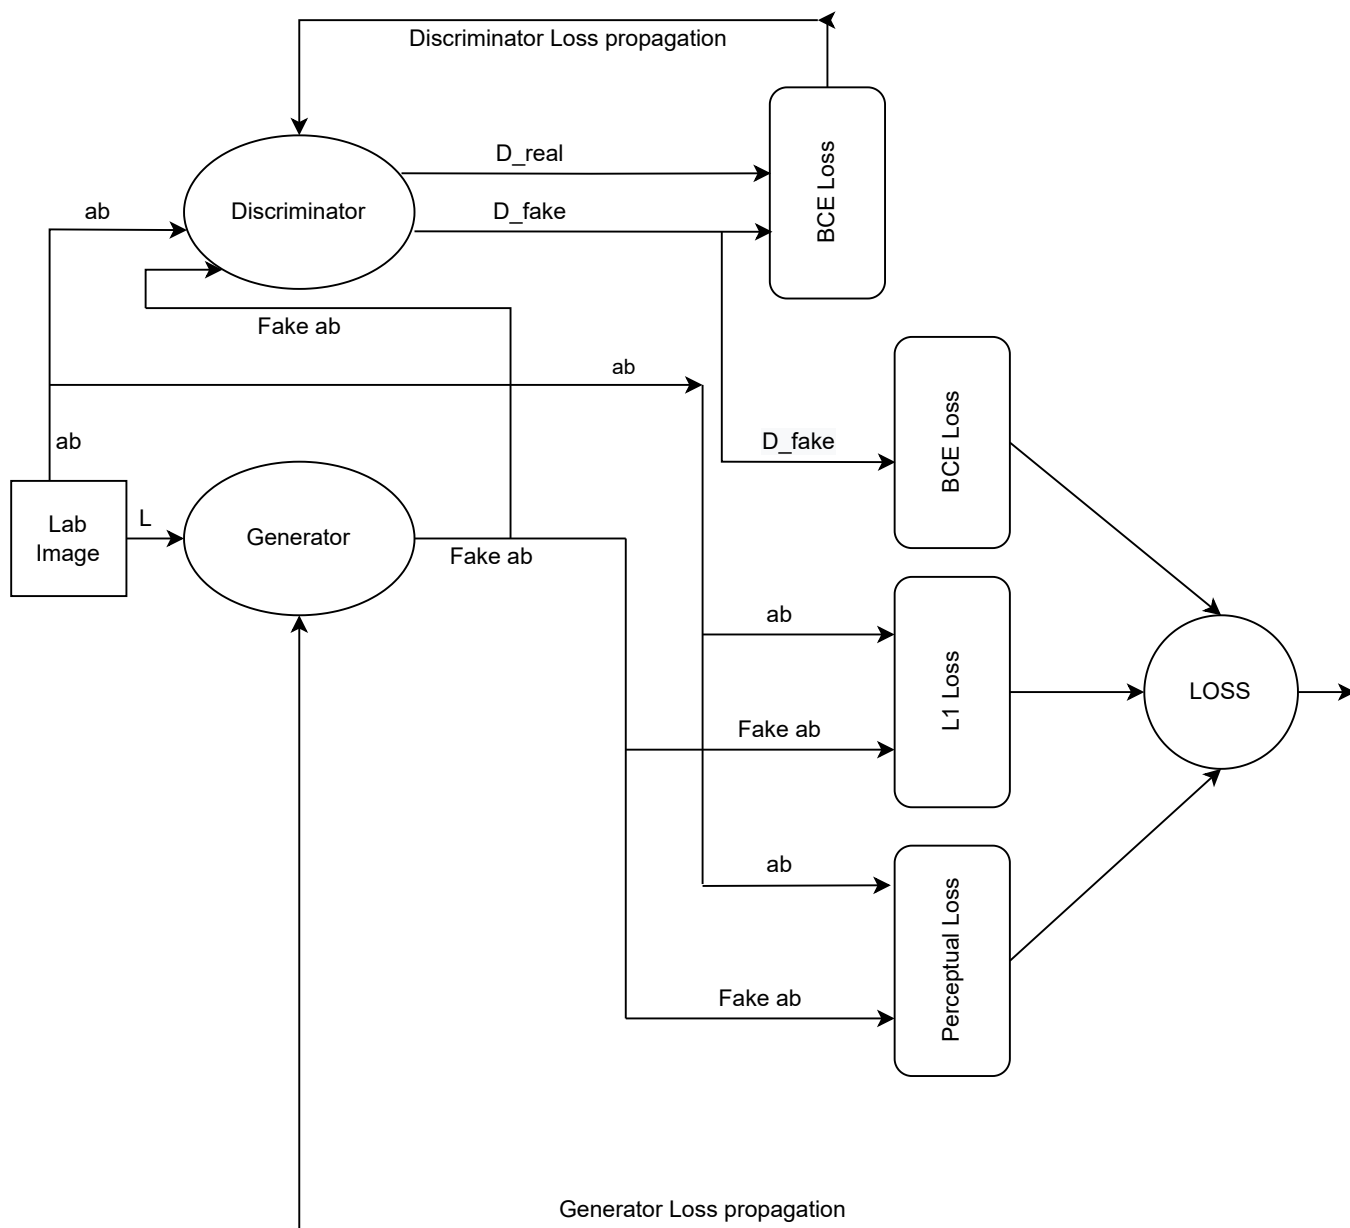 Discriminator Loss propagation
D_real
BCE Loss
Discriminator
ab
D_fake
Fake ab
ab
ab
D_fake
BCE Loss
Lab
Image
L
Generator
Fake ab
ab
L1 Loss
LOSS
Fake ab
ab
Perceptual Loss
Fake ab
Generator Loss propagation